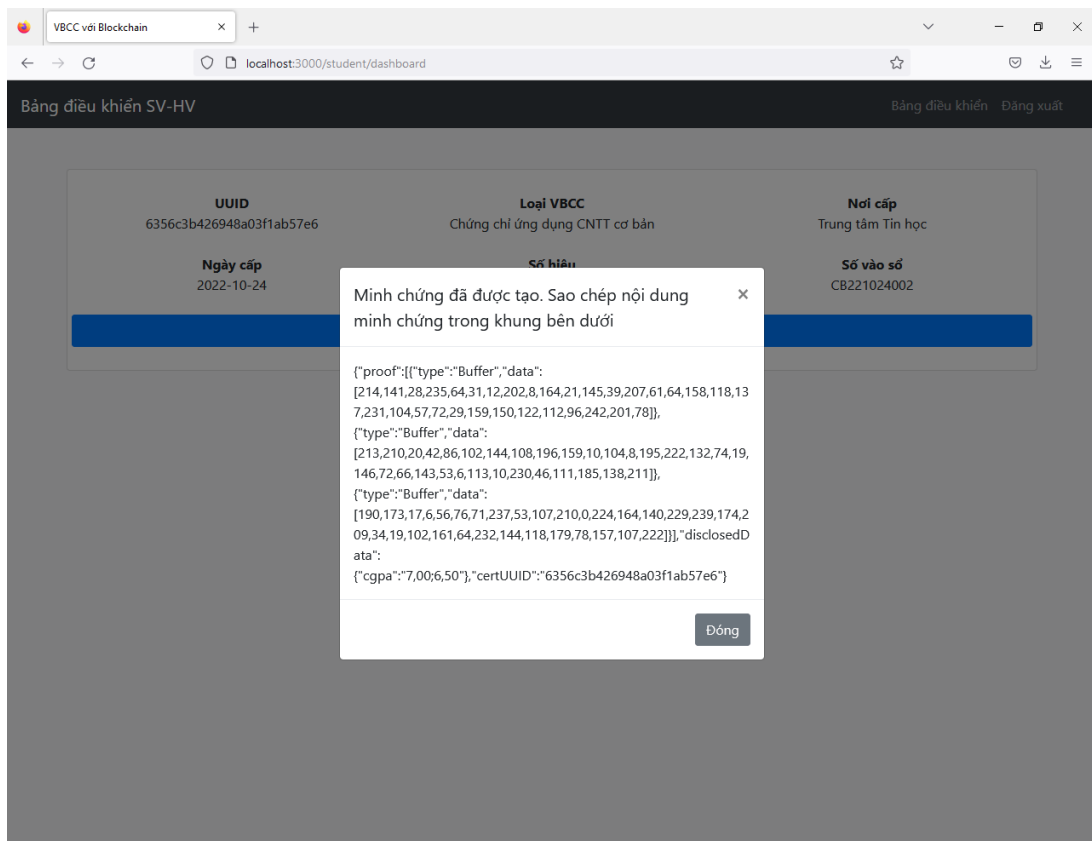 VBCC với Blockchain
localhost:3000/student/dashboard
Bảng điều khiển SV-HV
Bảng điều khiển Đăng xuất
UUID Loại VBCC Nơi cấp
6356c3b426948a03f1ab57e6 Chứng chỉ ứng dụng CNTT cơ bản Trung tâm Tin học
Ngày cấp Số hiệu Số vào sổ
2022-10-24 CB221024002
Minh chứng đã được tạo. Sao chép nội dung
minh chứng trong khung bên dưới
{"proof":[{"type":"Buffer","data":
[214,141,28,235,64,31,12,202,8,164,21,145,39,207,61,64,158,118,13
7,231,104,57,72,29,159,150,122,112,96,242,201,78]},
{"type":"Buffer","data":
[213,210,20,42,86,102,144,108,196,159,10,104,8,195,222,132,74,19,
146,72,66,143,53,6,113,10,230,46,111,185,138,211]},
{"type":"Buffer","data":
[190,173,17,6,56,76,71,237,53,107,210,0,224,164,140,229,239,174,2
09,34,19,102,161,64,232,144,118,179,78,157,107,222]}],"disclosedD
ata":
{"cgpa":"7,00;6,50"},"certUUID":"6356c3b426948a03f1ab57e6"}
Đóng